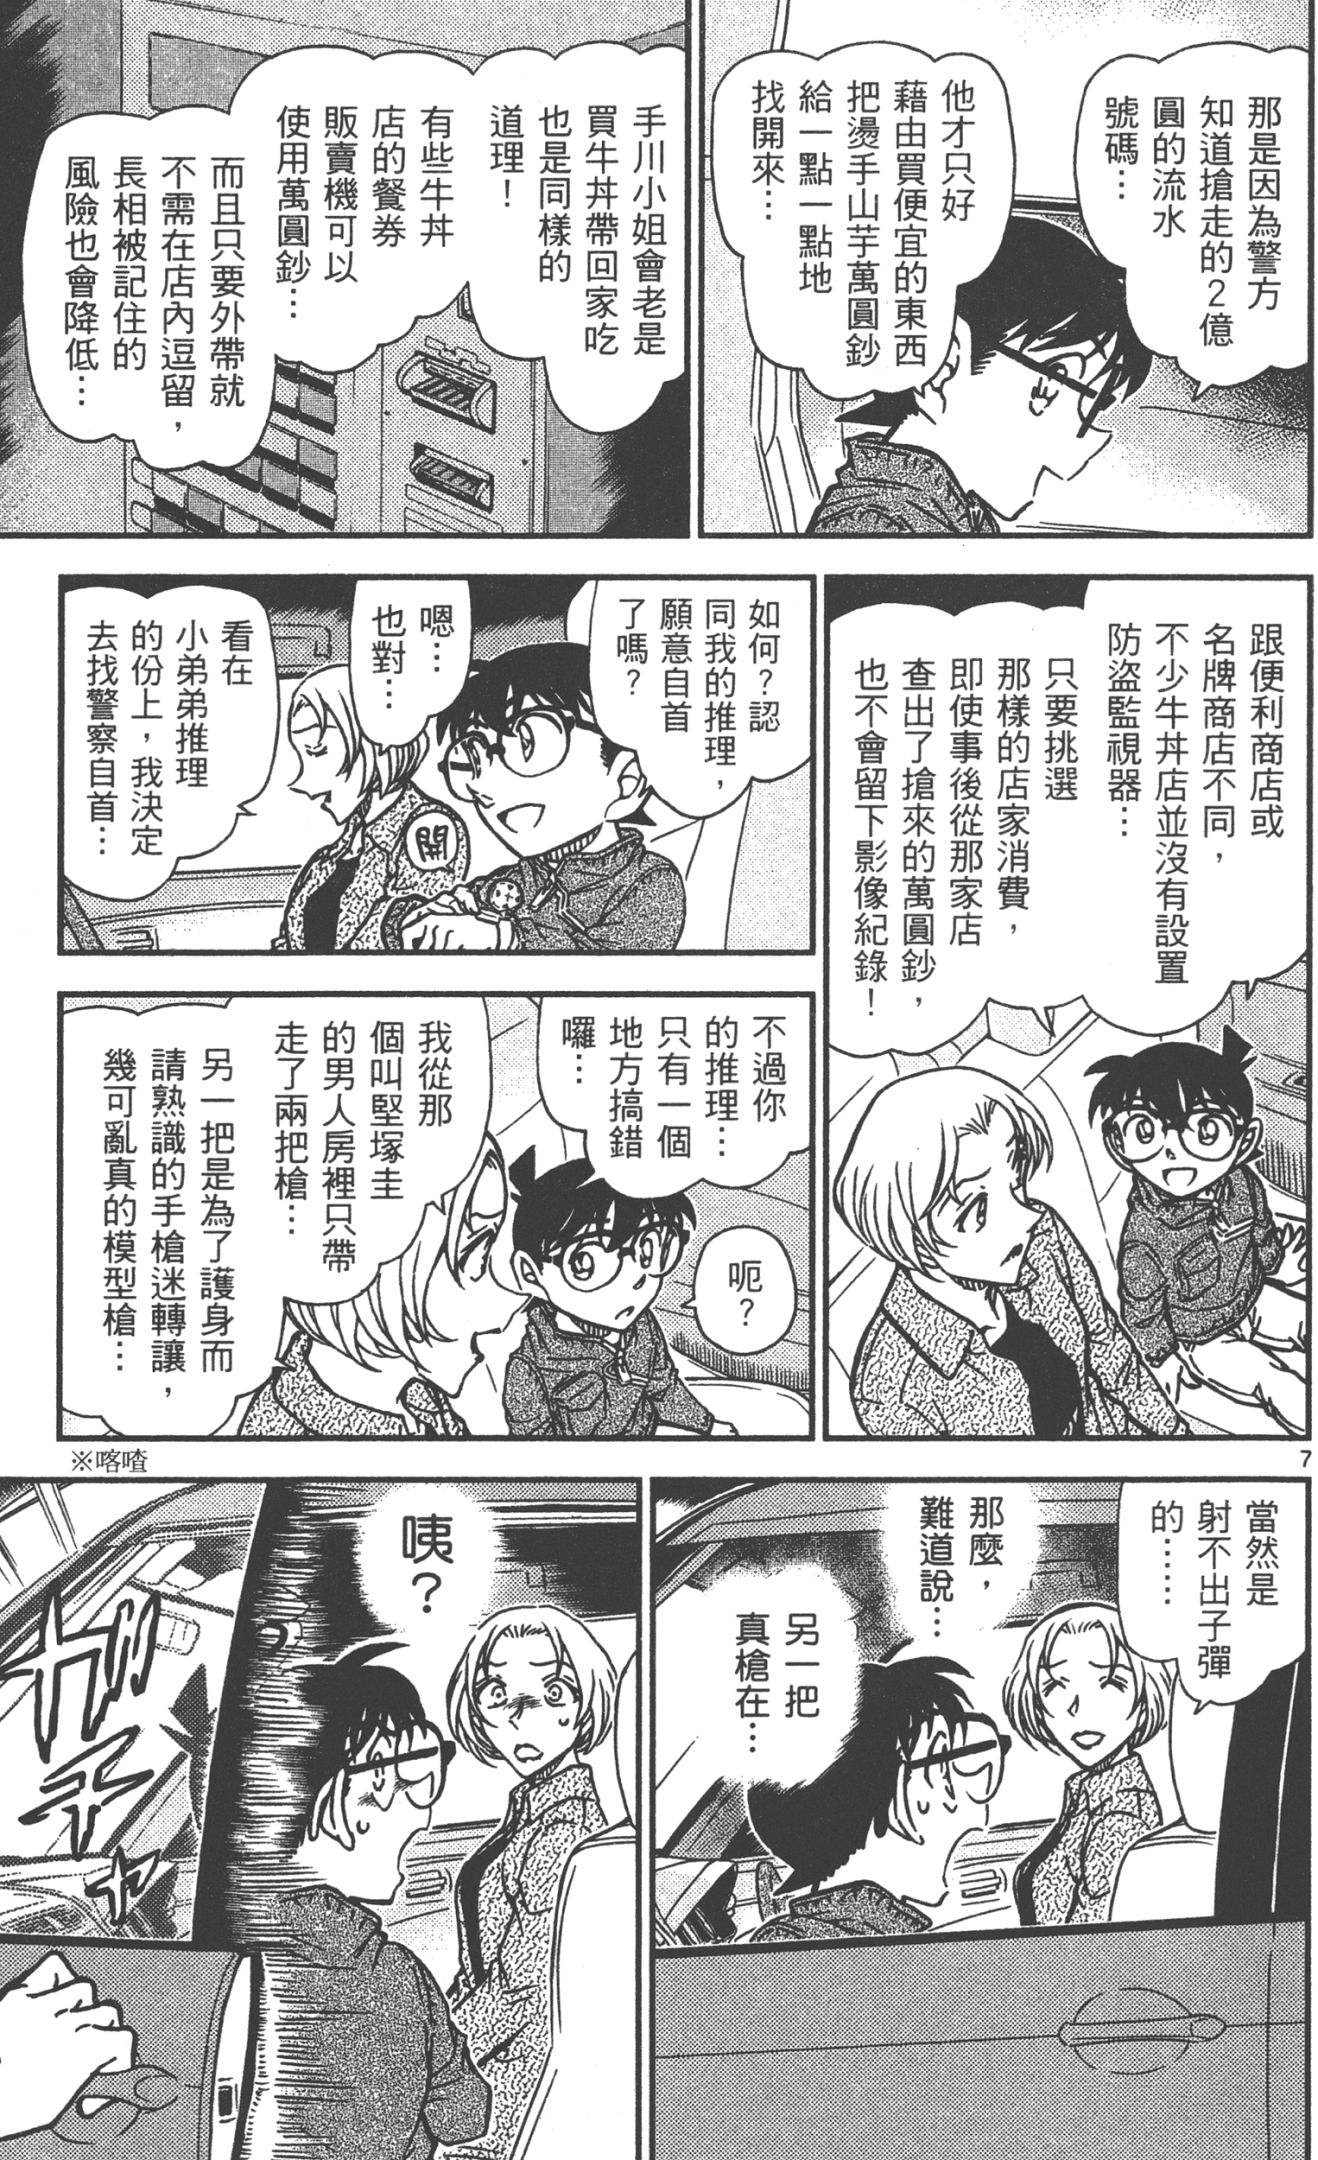 那是因為警方
知道搶走的2億
圓的流水
號碼…
他才只好
藉由買便宜的東西
把燙手山芋萬圓鈔
給一點一點地
找開來…
手川小姐會老是
買牛丼帶回家吃
也是同樣的
道理!
有些牛丼
店的餐券
販賣機可以
使用萬圓鈔…
而且只要外帶就
不需在店內逗留,
長相被記住的
風險也會降低…
跟便利商店或
名牌商店不同,
不少牛丼店並沒有設置
防盜監視器…
只要挑選
那樣的店家消費,
即使事後從那家店
查出了搶來的萬圓鈔,
也不會留下影像紀錄!
如何?認
同我的推理,
願意自首
了嗎?
嗯…
也對…
開
看在
小弟弟推理
的份上,我決定
去找警察自首…
不過你
的推理…
只有一個
地方搞錯
囉…
呃?
我從那
個叫堅塚圭
的男人房裡只帶
走了兩把槍…
另一把是為了護身而
請熟識的手槍迷轉讓,
幾可亂真的模型槍…
7
※喀喳
當然是
射不出子彈
的……
那麼,
難道說…
另一把
真槍在…
咦?
ガチャ